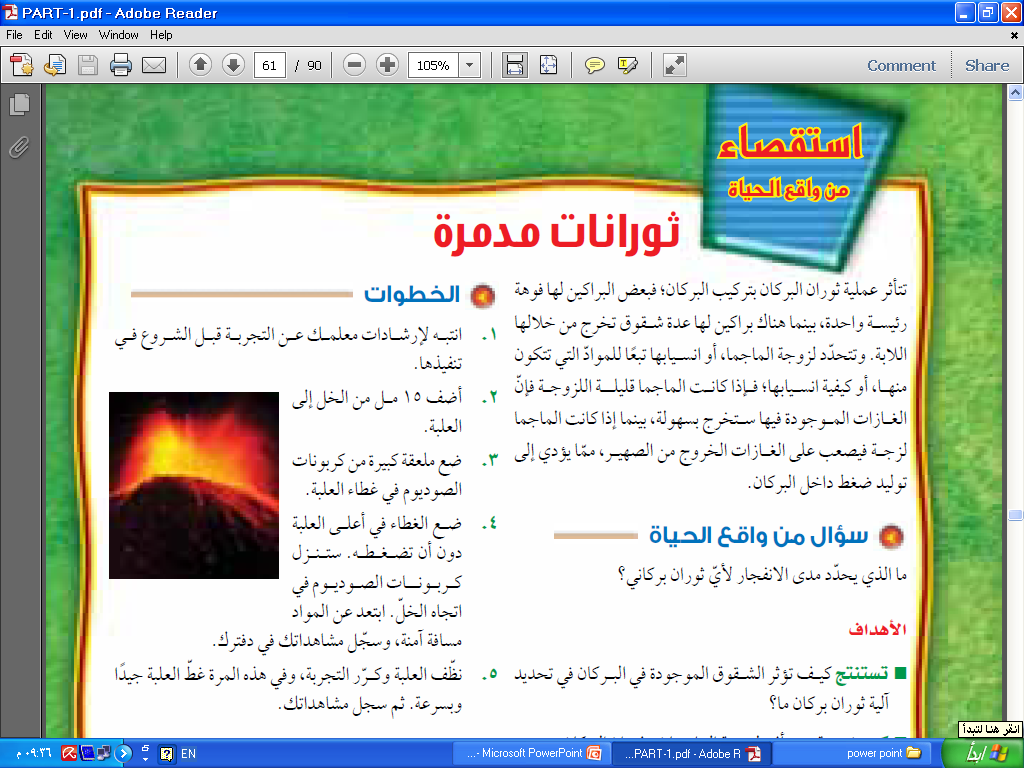 PART-1.pdf - Adobe Reader
File Edit View Window Help
61 / 90 105% Comment Share
استقصاء
من واقع الحياة
ثورانات مدمرة
تتأثر عملية ثوران البركان بتركيب البركان؛ فبعض البراكين لها فوهة
رئيسة واحدة، بينما هناك براكين لها عدة شقوق تخرج من خلالها
اللابة. وتتحدّد لزوجة الماجما، أو انسيابها تبعًا للموادّ التي تتكون
منها، أو كيفية انسيابها؛ فإذا كانت الماجما قليلة اللزوجة فإنّ
الغازات الموجودة فيها ستخرج بسهولة، بينما إذا كانت الماجما
لزجة فيصعب على الغازات الخروج من الصهير، ممّا يؤدي إلى
توليد ضغط داخل البركان.
سؤال من واقع الحياة
ما الذي يحدّد مدى الانفجار لأيّ ثوران بركاني؟
الأهداف
■ تستنتج كيف تؤثر الشقوق الموجودة في البركان في تحديد
آلية ثوران بركان ما؟
الخطوات
١. انتبه لإرشادات معلمك عن التجربة قبل الشروع في
تنفيذها.
٢. أضف ١٥ مل من الخل إلى
العلبة.
٣. ضع ملعقة كبيرة من كربونات
الصوديوم في غطاء العلبة.
٤. ضع الغطاء في أعلى العلبة
دون أن تضغطه. ستنزل
كربونات الصوديوم في
اتجاه الخلّ. ابتعد عن المواد
مسافة آمنة، وسجّل مشاهداتك في دفترك.
٥. نظّف العلبة وكرّر التجربة، وفي هذه المرة غطّ العلبة جيدًا
وبسرعة. ثم سجل مشاهداتك.
انقر هنا لتبدأ
ابدأ
power point
PART-1.pdf - Adobe R...
Microsoft PowerPoint - ...
EN
٠٩:٣٦ م